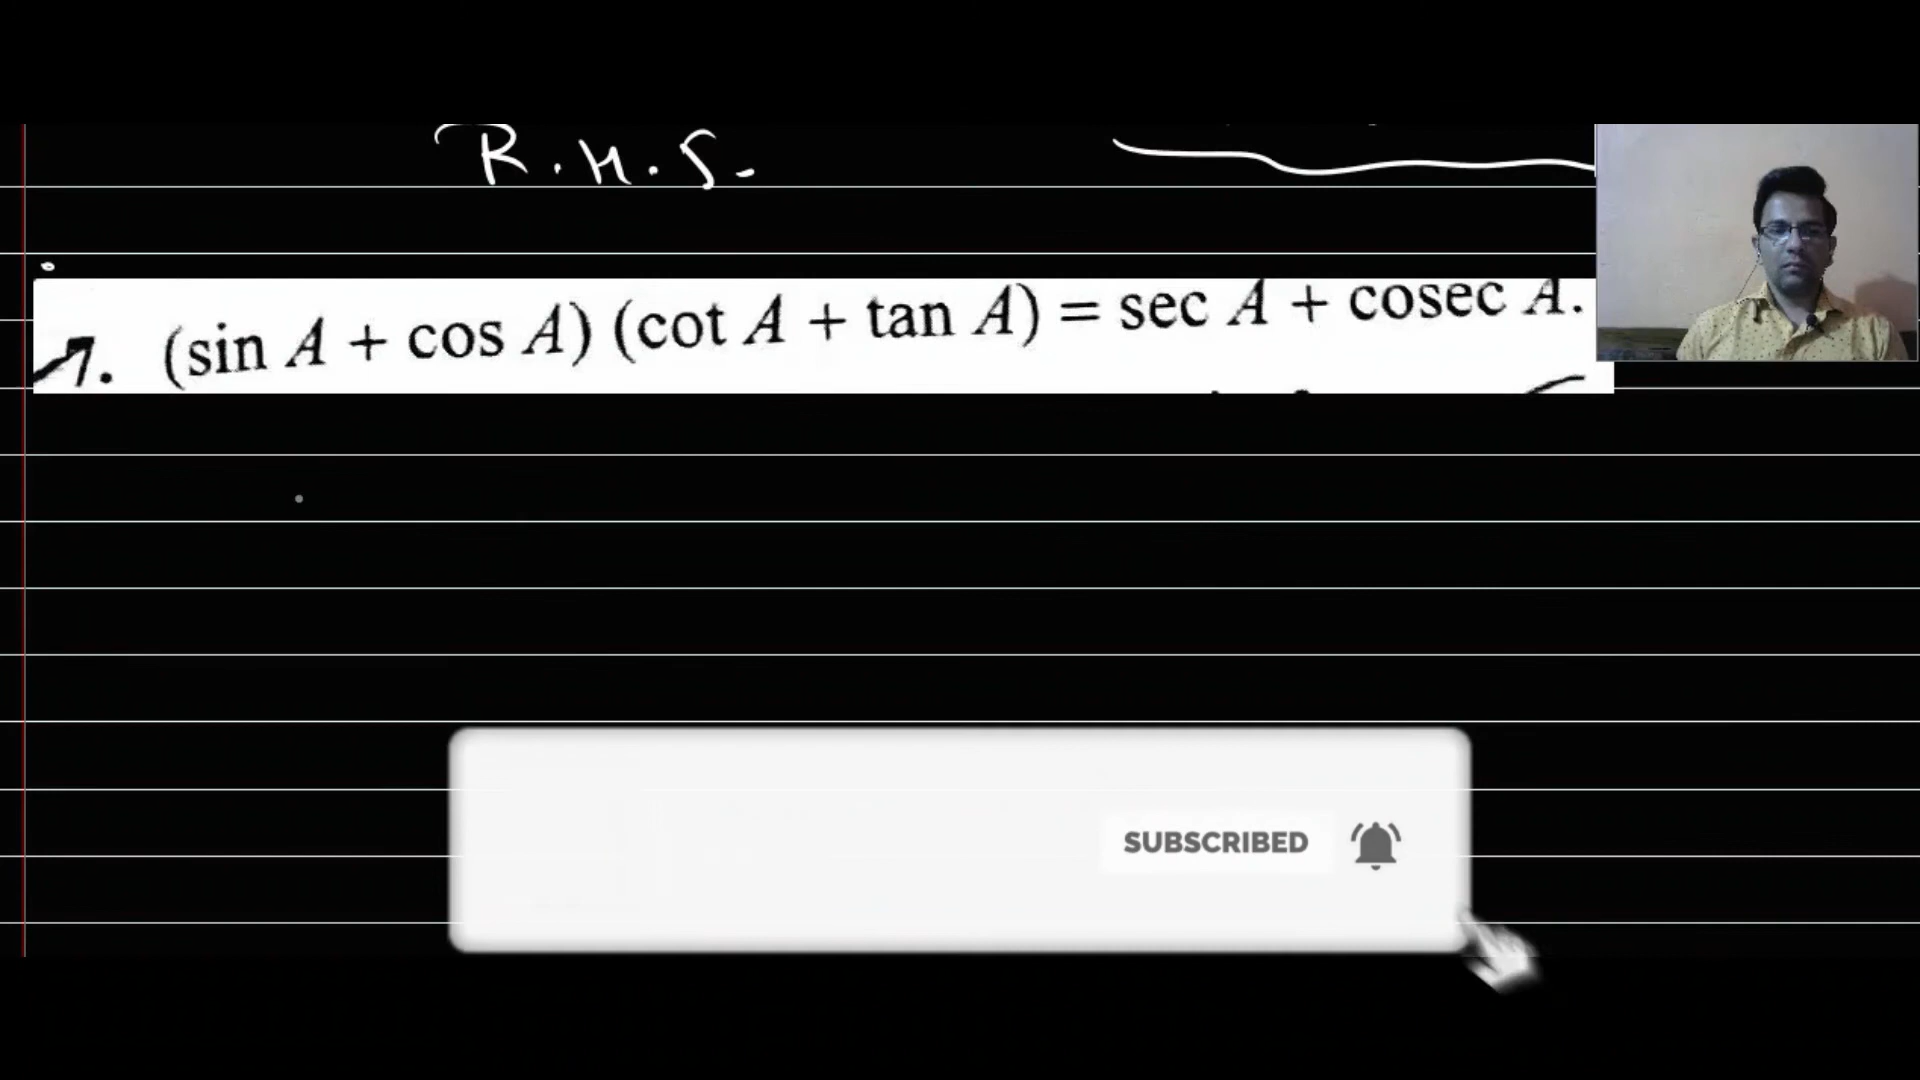 R.H.S.
7. (sin A + cos A) (cot A + tan A) = sec A + cosec A.
SUBSCRIBED